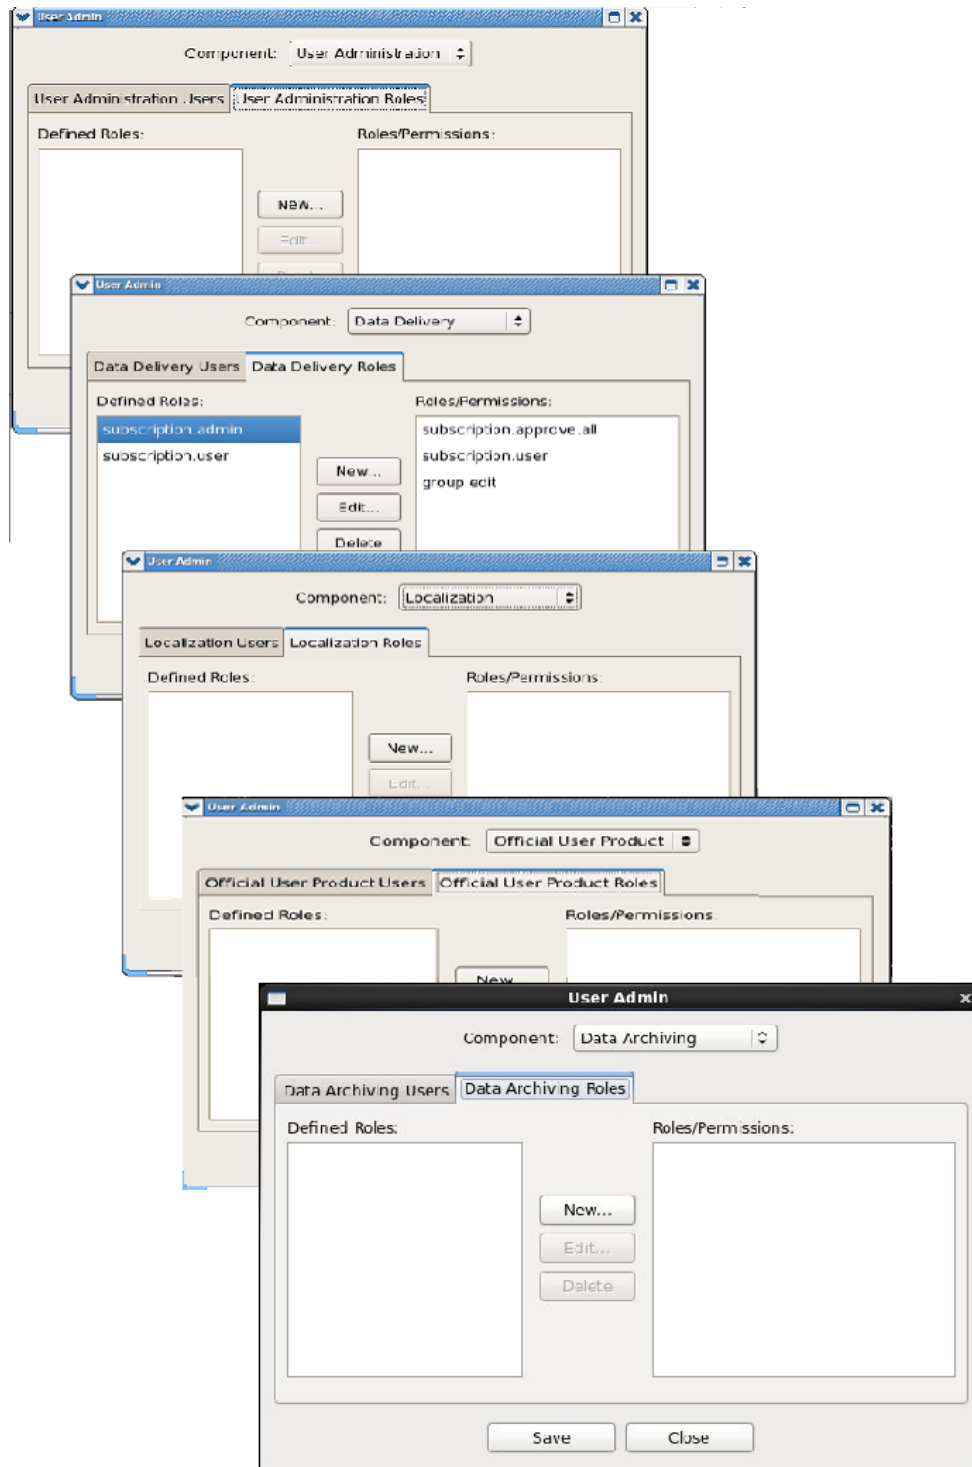 User Admin
Component: User Administration
User Administration Users User Administration Roles
Defined Roles: Roles/Permissions:
New...
Edit...
User Admin
Component: Data Delivery
Data Delivery Users Data Delivery Roles
Defined Roles: Roles/Permissions:
subscription.admin subscription.approve.all
subscription.user subscription.user
group.edit
New...
Edit...
Delete
User Admin
Component: Localization
Localization Users Localization Roles
Defined Roles: Roles/Permissions:
New...
Edit...
User Admin
Component: Official User Product
Official User Product Users Official User Product Roles
Defined Roles: Roles/Permissions:
New...
User Admin
Component: Data Archiving
Data Archiving Users Data Archiving Roles
Defined Roles: Roles/Permissions:
New...
Edit...
Delete
Save Close